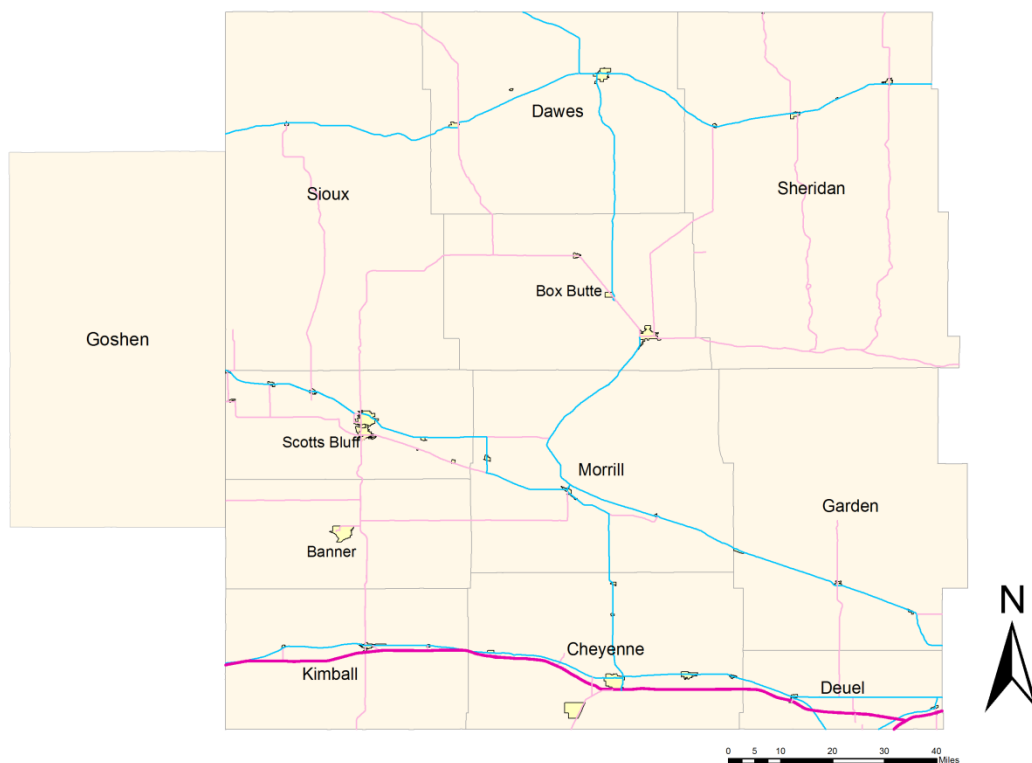 Dawes
Sioux
Sheridan
Box Butte
Goshen
Scotts Bluff
Morrill
Garden
Banner
N
Cheyenne
Kimball
Deuel
0 5 10 20 30 40
Miles